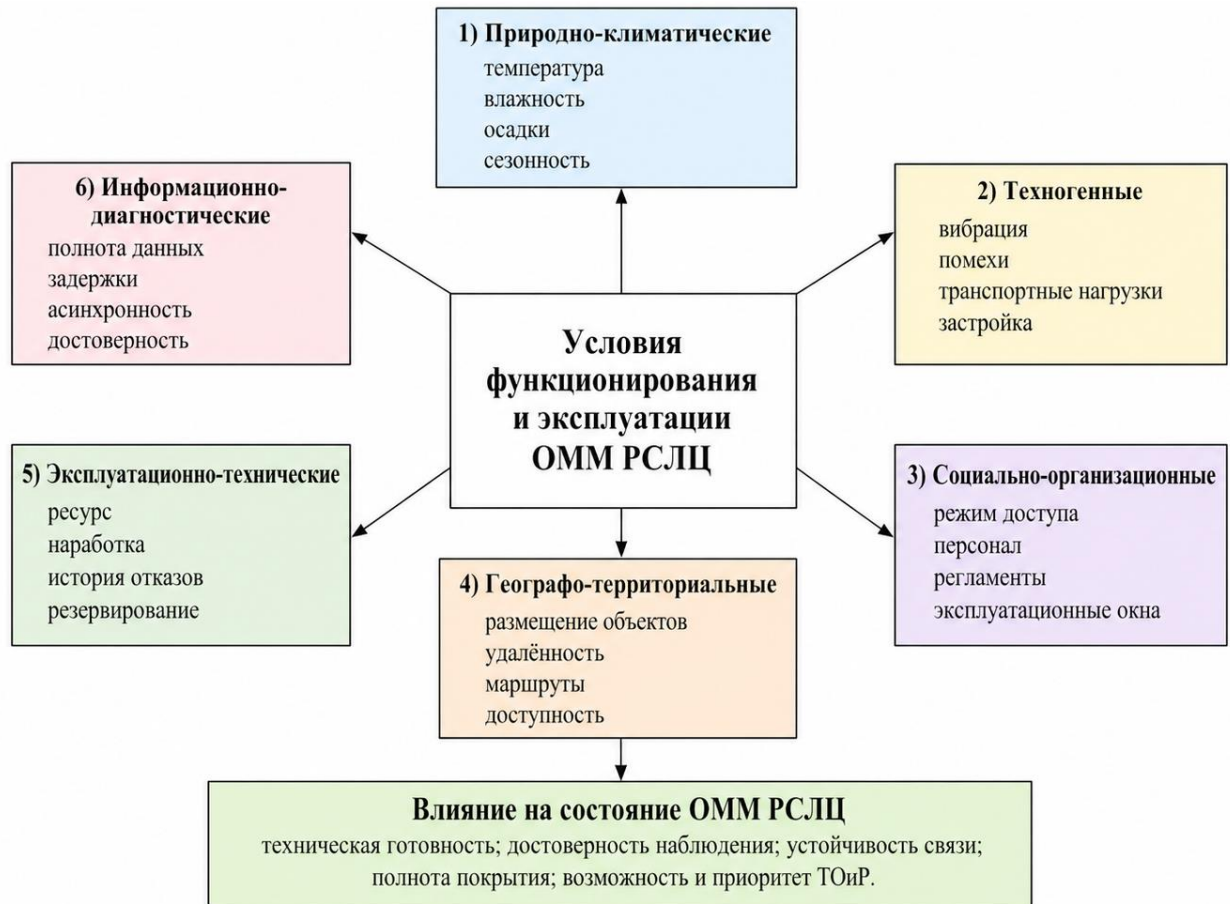 1) Природно-климатические
температура
влажность
осадки
сезонность
2) Техногенные
вибрация
помехи
транспортные нагрузки
застройка
3) Социально-организационные
режим доступа
персонал
регламенты
эксплуатационные окна
4) Географо-территориальные
размещение объектов
удалённость
маршруты
доступность
5) Эксплуатационно-технические
ресурс
наработка
история отказов
резервирование
6) Информационно-
диагностические
полнота данных
задержки
асинхронность
достоверность
Условия
функционирования
и эксплуатации
ОММ РСЛЦ
Влияние на состояние ОММ РСЛЦ
техническая готовность; достоверность наблюдения; устойчивость связи;
полнота покрытия; возможность и приоритет ТОиР.